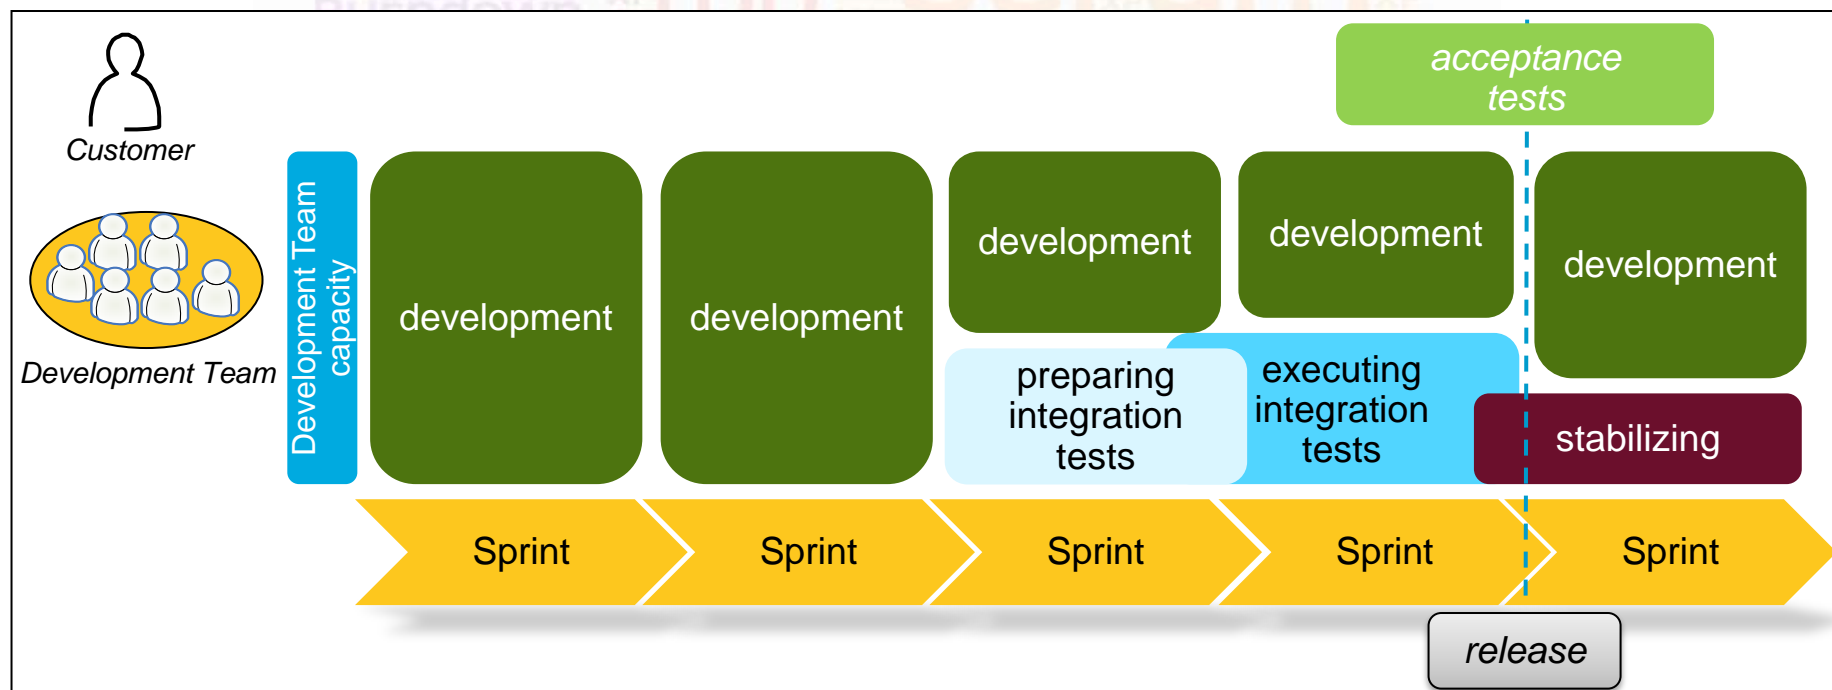 Burndown
acceptance
tests
Customer
Development Team
Development Team
capacity
development
development
development
development
development
preparing
integration
tests
executing
integration
tests
stabilizing
Sprint
Sprint
Sprint
Sprint
Sprint
release